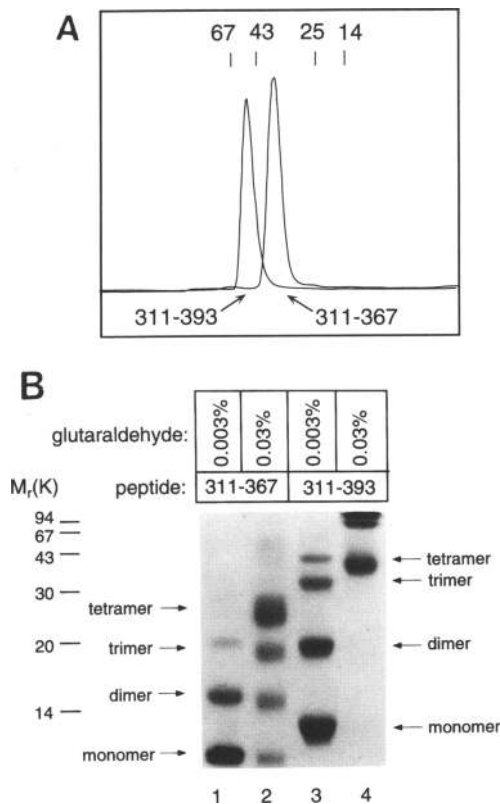 A
67 43 25 14
311-393 311-367
B
glutaraldehyde: 0.003% 0.03% 0.003% 0.03%
Mr(K) peptide: 311-367 311-393
94
67
43 tetramer
trimer
30
tetramer
20 trimer dimer
dimer
14
monomer
monomer
1 2 3 4